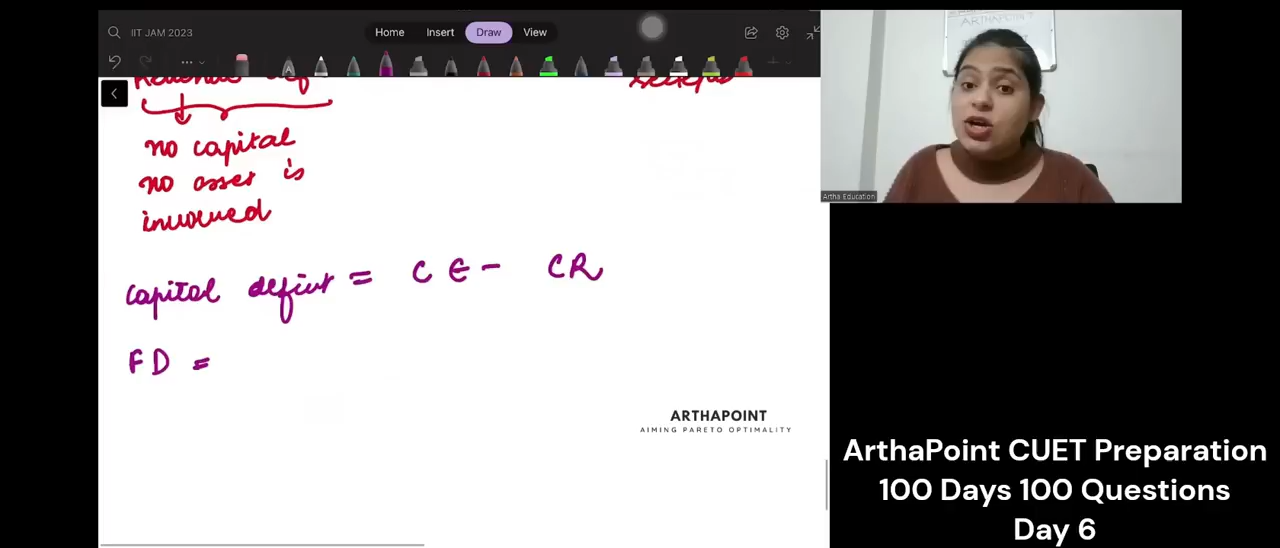 ARTHAPOINT
IIT JAM 2023
Home Insert Draw View
no capital
no asset is
involved
Capital deficit = C E - CR
FD =
Artha Education
ARTHAPOINT
AIMING PARETO OPTIMALITY
ArthaPoint CUET Preparation
100 Days 100 Questions
Day 6